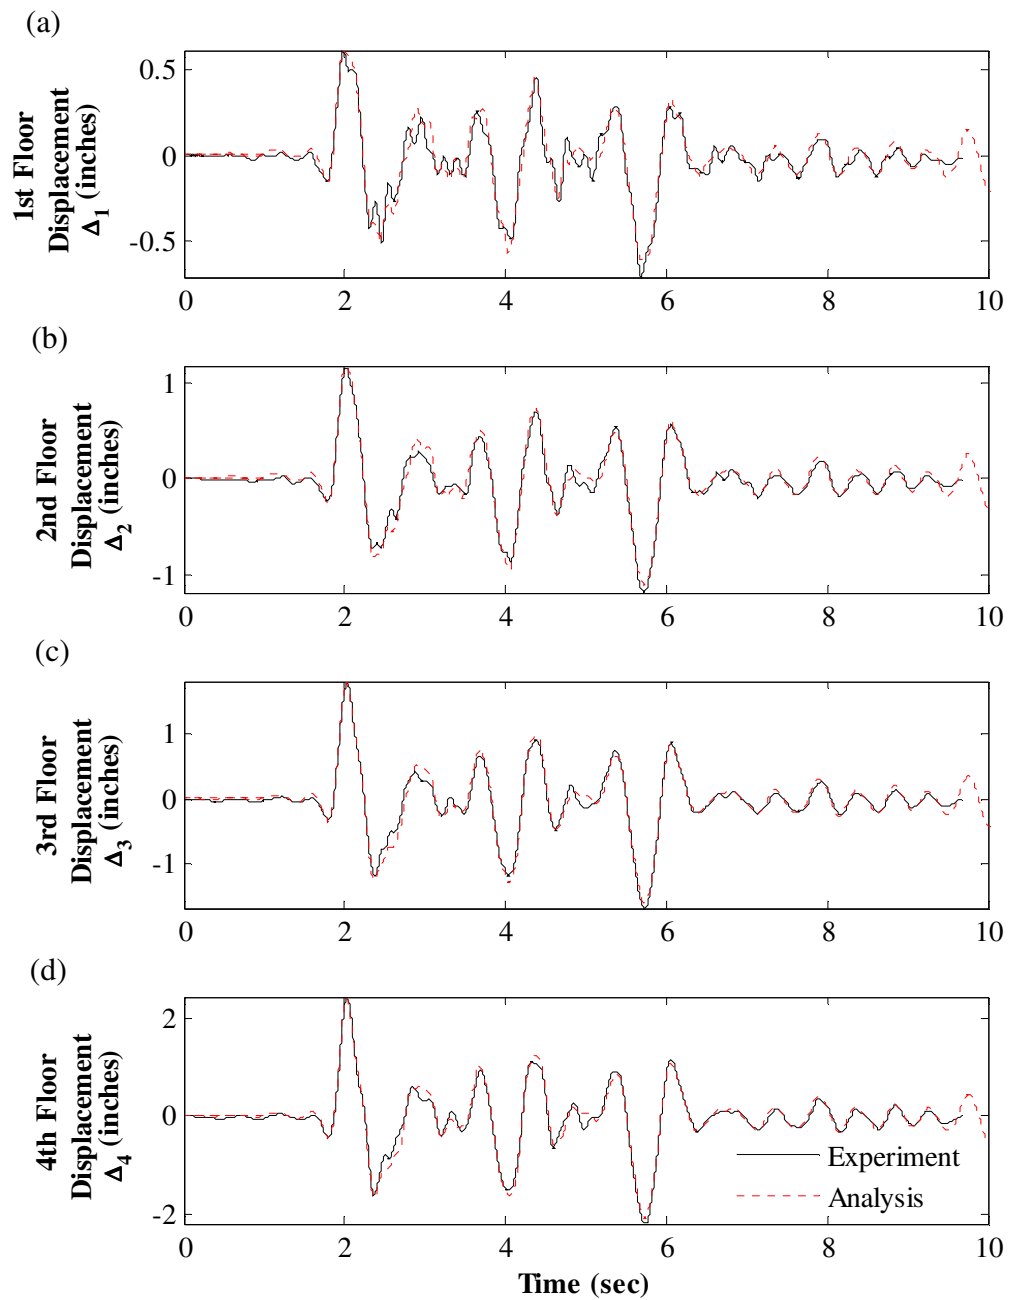 (a)
1st Floor
Displacement
Δ1 (inches)
0.5
0
-0.5
0 2 4 6 8 10
(b)
2nd Floor
Displacement
Δ2 (inches)
1
0
-1
0 2 4 6 8 10
(c)
3rd Floor
Displacement
Δ3 (inches)
1
0
-1
0 2 4 6 8 10
(d)
4th Floor
Displacement
Δ4 (inches)
2
0
-2
Experiment
Analysis
0 2 4 6 8 10
Time (sec)